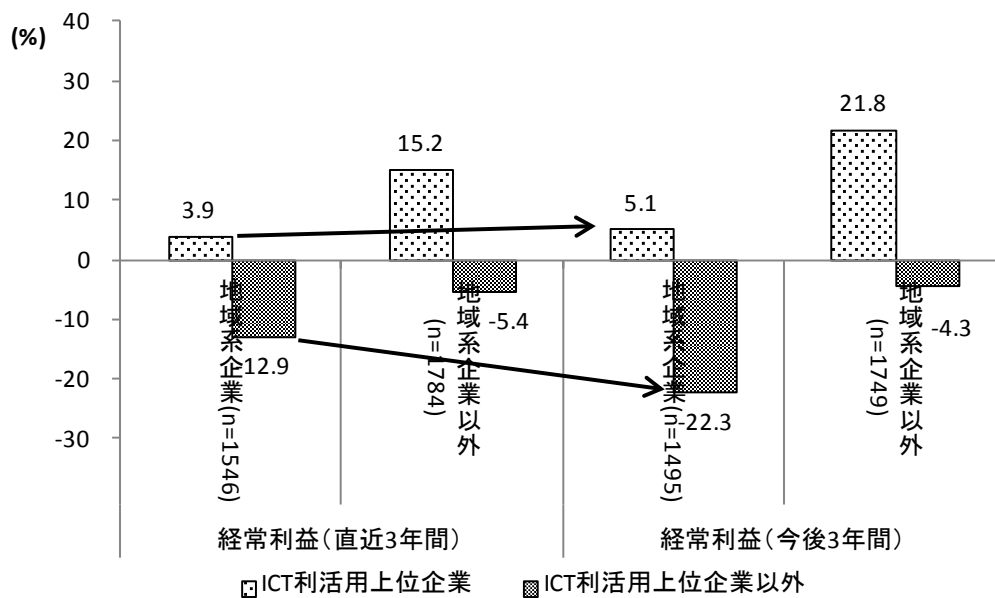 40
(%)
30
20
10
0
-10
-20
-30
3.9
15.2
5.1
21.8
-12.9
-5.4
-22.3
-4.3
地域系企業(n=1546)
地域系企業以外
(n=1784)
地域系企業(n=1495)
地域系企業以外
(n=1749)
経常利益（直近3年間）
経常利益（今後3年間）
ICT利活用上位企業
ICT利活用上位企業以外